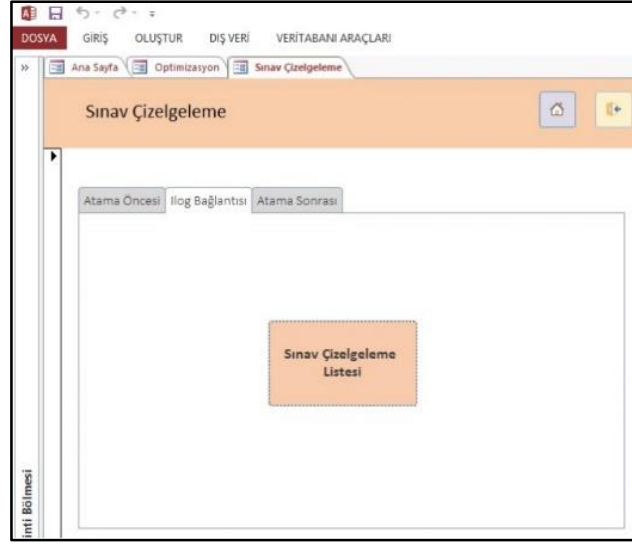 DOSYA GİRİŞ OLUŞTUR DIŞ VERİ VERİTABANI ARAÇLARI
» Ana Sayfa Optimizasyon Sınav Çizelgeleme
Sınav Çizelgeleme
Atama Öncesi Ilog Bağlantısı Atama Sonrası
Sınav Çizelgeleme
Listesi
inti Bölmesi